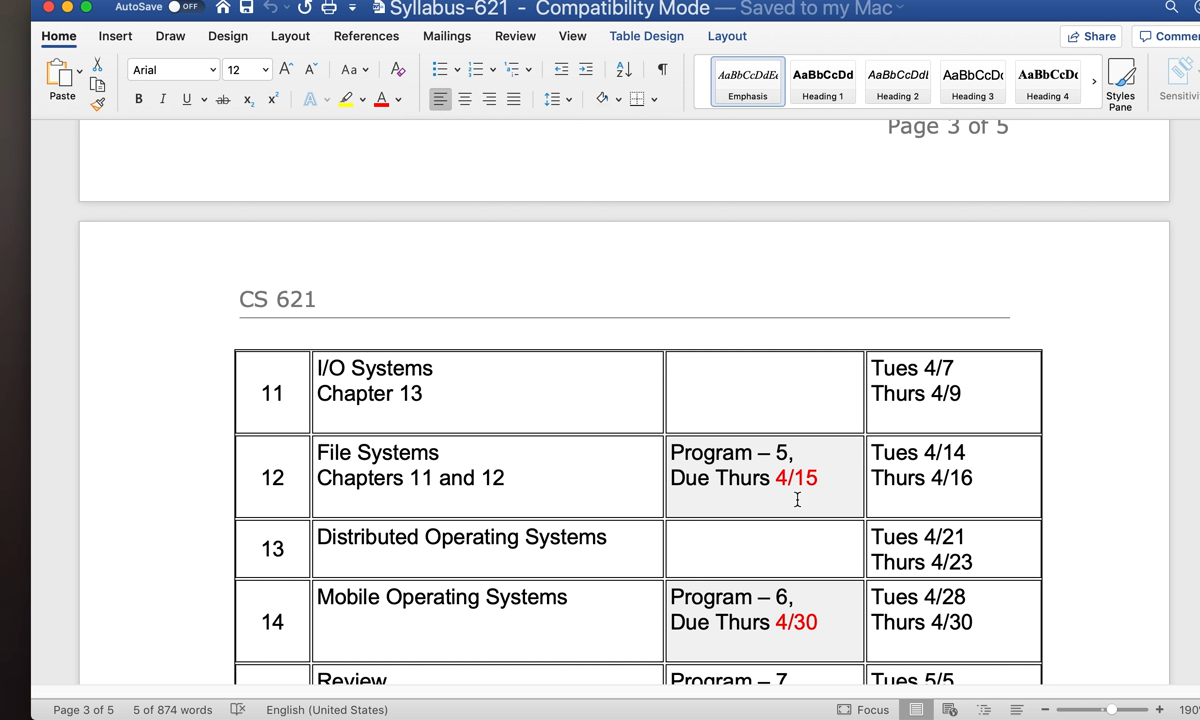 AutoSave OFF
Syllabus-621 - Compatibility Mode — Saved to my Mac
Home Insert Draw Design Layout References Mailings Review View Table Design Layout Share
Paste
Arial 12
Aa
AaBbCcDdEe AaBbCcDd AaBbCcDdI AaBbCcDc AaBbCcDc
Emphasis Heading 1 Heading 2 Heading 3 Heading 4
Styles
Pane
B I U ab X2 X2 A A
Page 3 of 5
CS 621
11
I/O Systems
Chapter 13
Tues 4/7
Thurs 4/9
12
File Systems
Chapters 11 and 12
Program – 5,
Due Thurs 4/15
Tues 4/14
Thurs 4/16
13
Distributed Operating Systems
Tues 4/21
Thurs 4/23
14
Mobile Operating Systems
Program – 6,
Due Thurs 4/30
Tues 4/28
Thurs 4/30
Review
Program – 7
Tues 5/5
Page 3 of 5 5 of 874 words English (United States) Focus